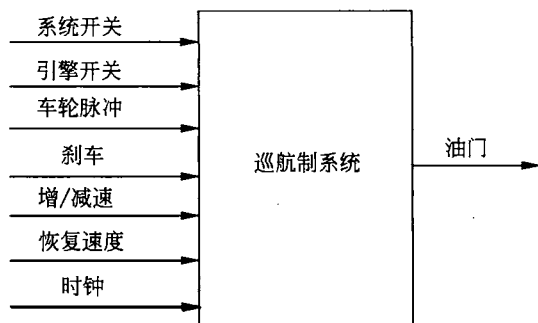 系统开关
引擎开关
车轮脉冲
刹车
增/减速
恢复速度
时钟
巡航制系统
油门